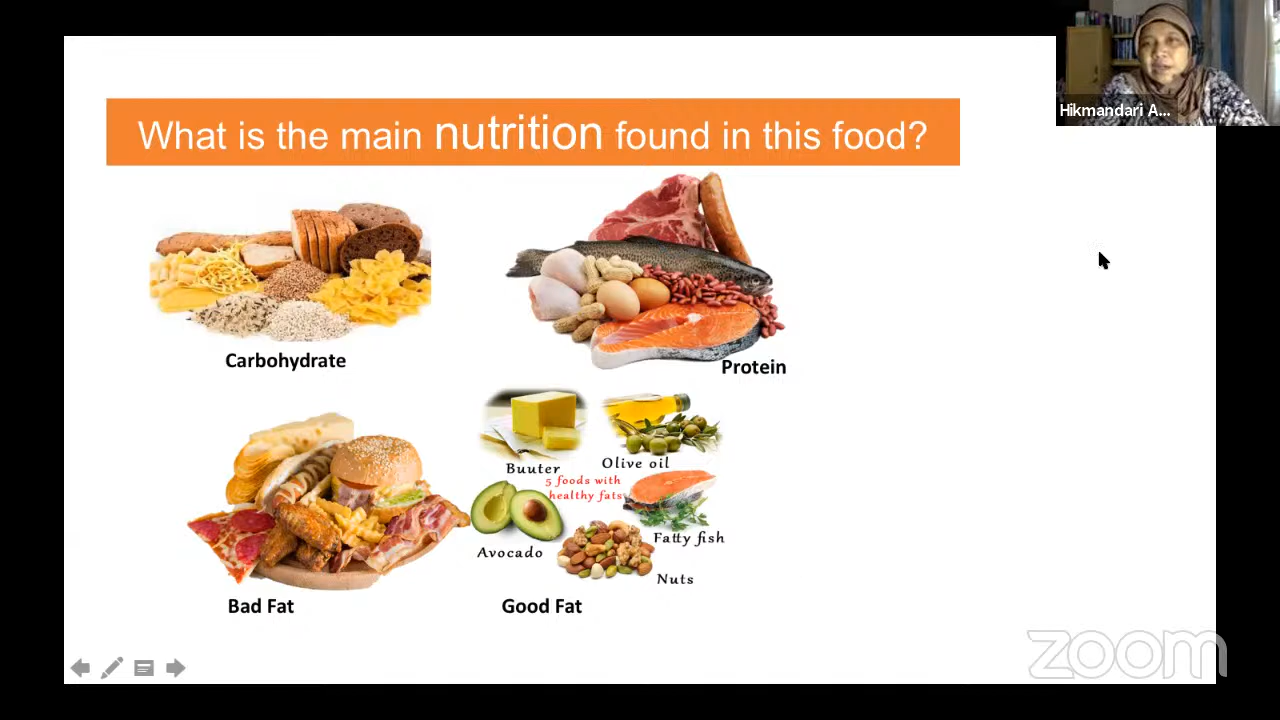 What is the main nutrition found in this food?
Hikmandari A...
Carbohydrate
Protein
Buuter
Olive oil
5 foods with
healthy fats
Avocado
Fatty fish
Nuts
Bad Fat
Good Fat
zoom